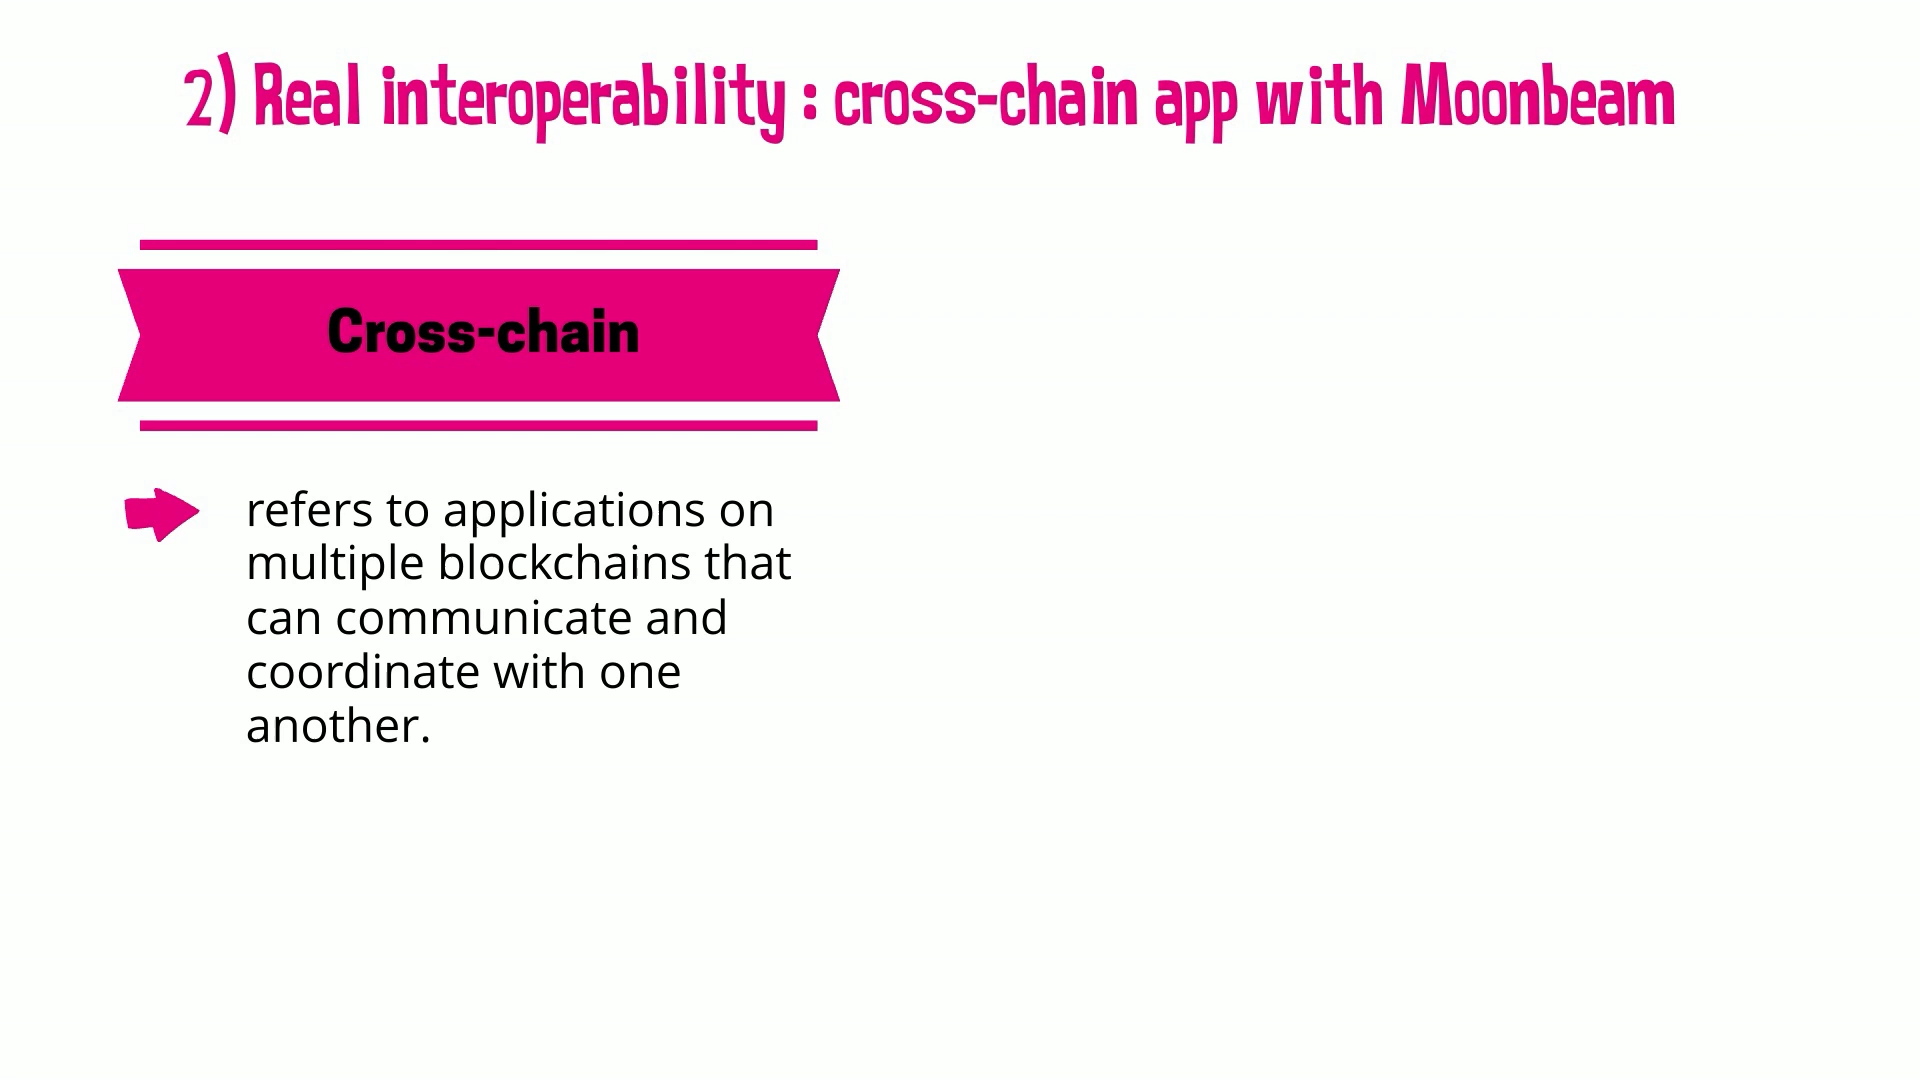 2) Real interoperability : cross-chain app with Moonbeam
Cross-chain
refers to applications on
multiple blockchains that
can communicate and
coordinate with one
another.